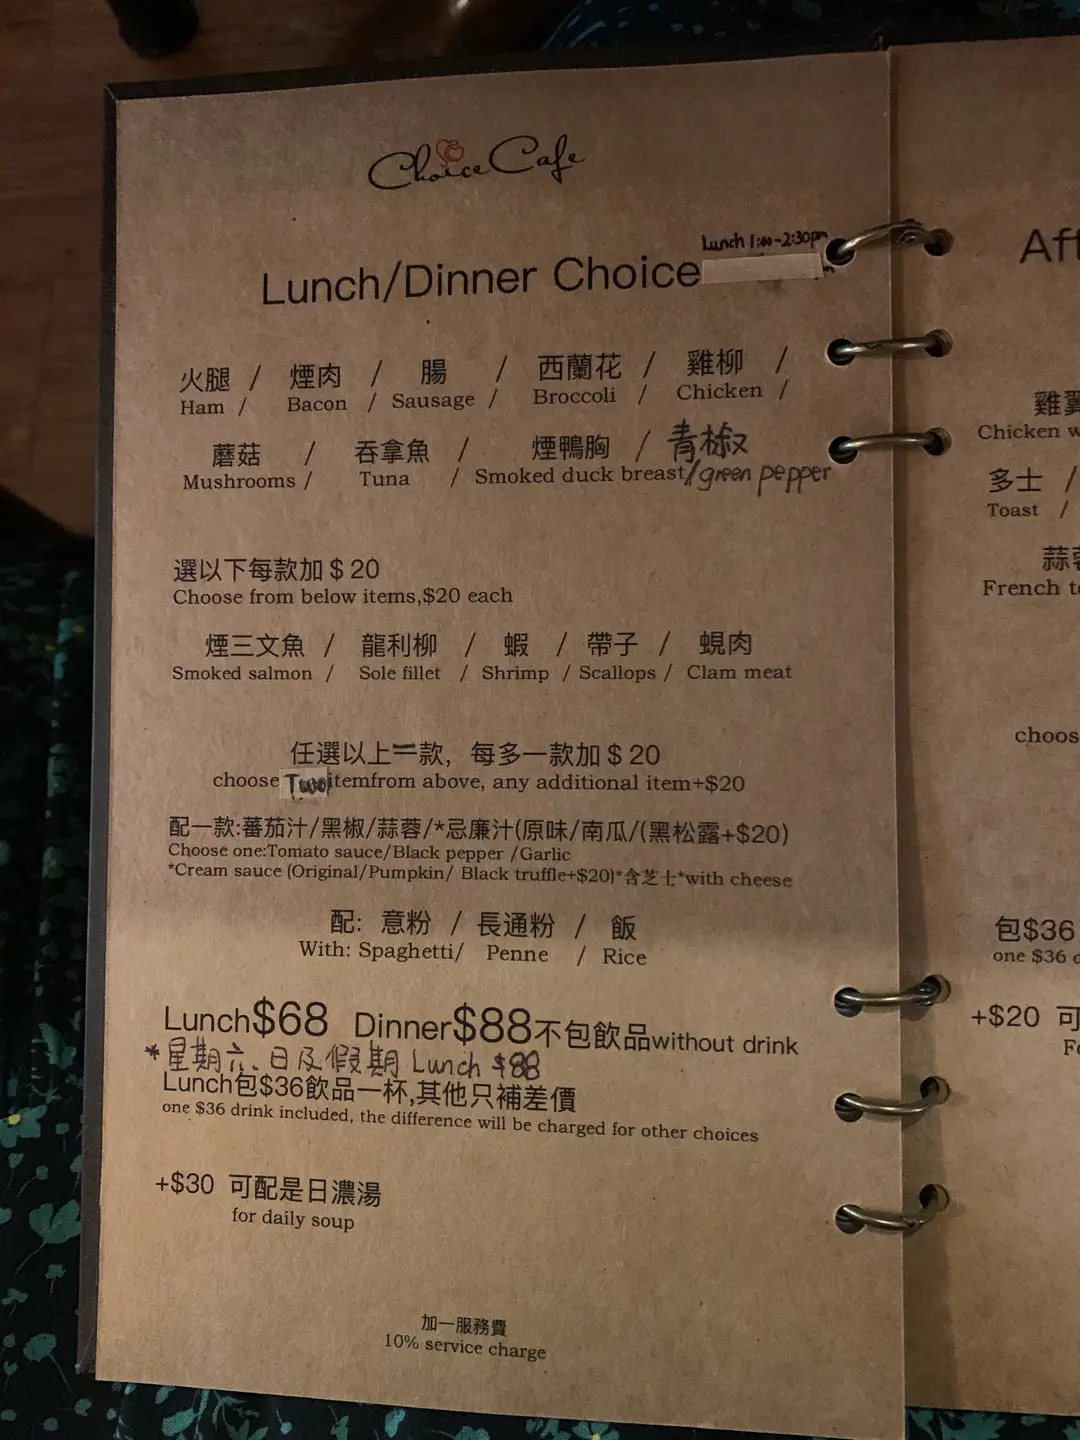 Choice Cafe
Lunch 1:00-2:30pm
Lunch/Dinner Choice
火腿 / 煙肉 / 腸 / 西蘭花 / 雞柳 /
Ham / Bacon / Sausage / Broccoli / Chicken /
蘑菇 / 吞拿魚 / 煙鴨胸 / 青椒
Mushrooms / Tuna / Smoked duck breast/green pepper
選以下每款加$20
Choose from below items,$20 each
煙三文魚 / 龍利柳 / 蝦 / 帶子 / 蜆肉
Smoked salmon / Sole fillet / Shrimp / Scallops / Clam meat
任選以上二款，每多一款加$20
choose Two itemfrom above, any additional item+$20
配一款:蕃茄汁/黑椒/蒜蓉/*忌廉汁(原味/南瓜/(黑松露+$20)
Choose one:Tomato sauce/Black pepper /Garlic
*Cream sauce (Original/Pumpkin/ Black truffle+$20)*含芝士*with cheese
配: 意粉 / 長通粉 / 飯
With: Spaghetti/ Penne / Rice
Lunch$68 Dinner$88不包飲品without drink
*星期六、日及假期 Lunch $88
Lunch包$36飲品一杯,其他只補差價
one $36 drink included, the difference will be charged for other choices
+$30 可配是日濃湯
for daily soup
加一服務費
10% service charge
Aft
雞翼
Chicken w
多士 /
Toast /
蒜蓉
French to
choos
包$36
one $36 d
+$20 可